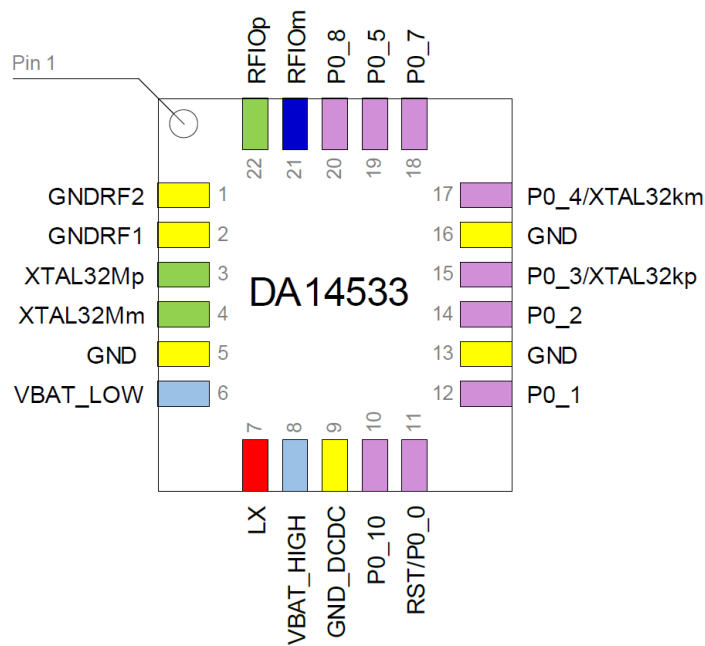 Pin 1
RFIOp
RFIOm
P0_8
P0_5
P0_7
22
21
20
19
18
GNDRF2 1
GNDRF1 2
XTAL32Mp 3
XTAL32Mm 4
GND 5
VBAT_LOW 6
DA14533
17 P0_4/XTAL32km
16 GND
15 P0_3/XTAL32kp
14 P0_2
13 GND
12 P0_1
7
8
9
10
11
LX
VBAT_HIGH
GND_DCDC
P0_10
RST/P0_0